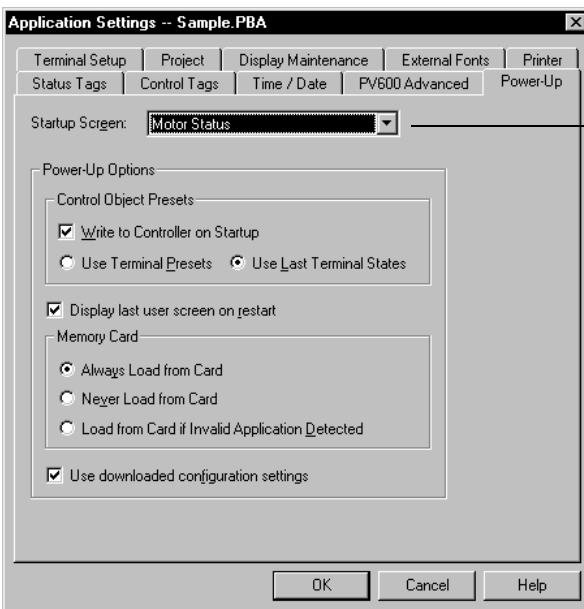 Application Settings -- Sample.PBA
Terminal Setup Project Display Maintenance External Fonts Printer
Status Tags Control Tags Time / Date PV600 Advanced Power-Up
Startup Screen: Motor Status
Power-Up Options
Control Object Presets
Write to Controller on Startup
Use Terminal Presets Use Last Terminal States
Display last user screen on restart
Memory Card
Always Load from Card
Never Load from Card
Load from Card if Invalid Application Detected
Use downloaded configuration settings
OK Cancel Help